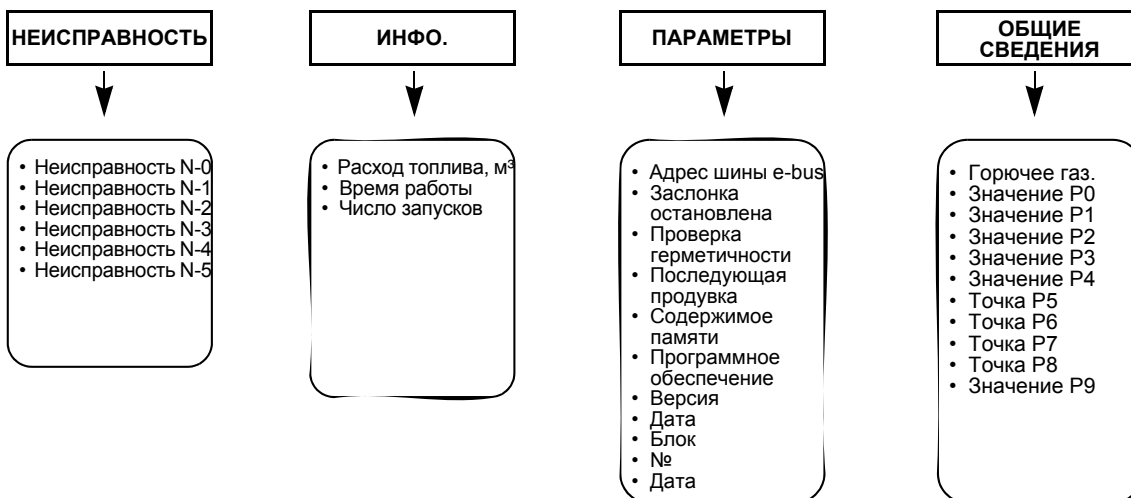 НЕИСПРАВНОСТЬ
• Неисправность N-0
• Неисправность N-1
• Неисправность N-2
• Неисправность N-3
• Неисправность N-4
• Неисправность N-5
ИНФО.
• Расход топлива, м³
• Время работы
• Число запусков
ПАРАМЕТРЫ
• Адрес шины e-bus
• Заслонка
остановлена
• Проверка
герметичности
• Последующая
продувка
• Содержимое
памяти
• Программное
обеспечение
• Версия
• Дата
• Блок
• №
• Дата
ОБЩИЕ
СВЕДЕНИЯ
• Горючее газ.
• Значение P0
• Значение P1
• Значение P2
• Значение P3
• Значение P4
• Точка P5
• Точка P6
• Точка P7
• Точка P8
• Значение P9